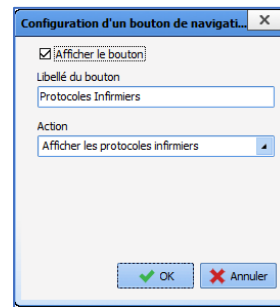 Configuration d'un bouton de navigati...
Afficher le bouton
Libellé du bouton
Protocoles Infirmiers
Action
Afficher les protocoles infirmiers
OK
Annuler